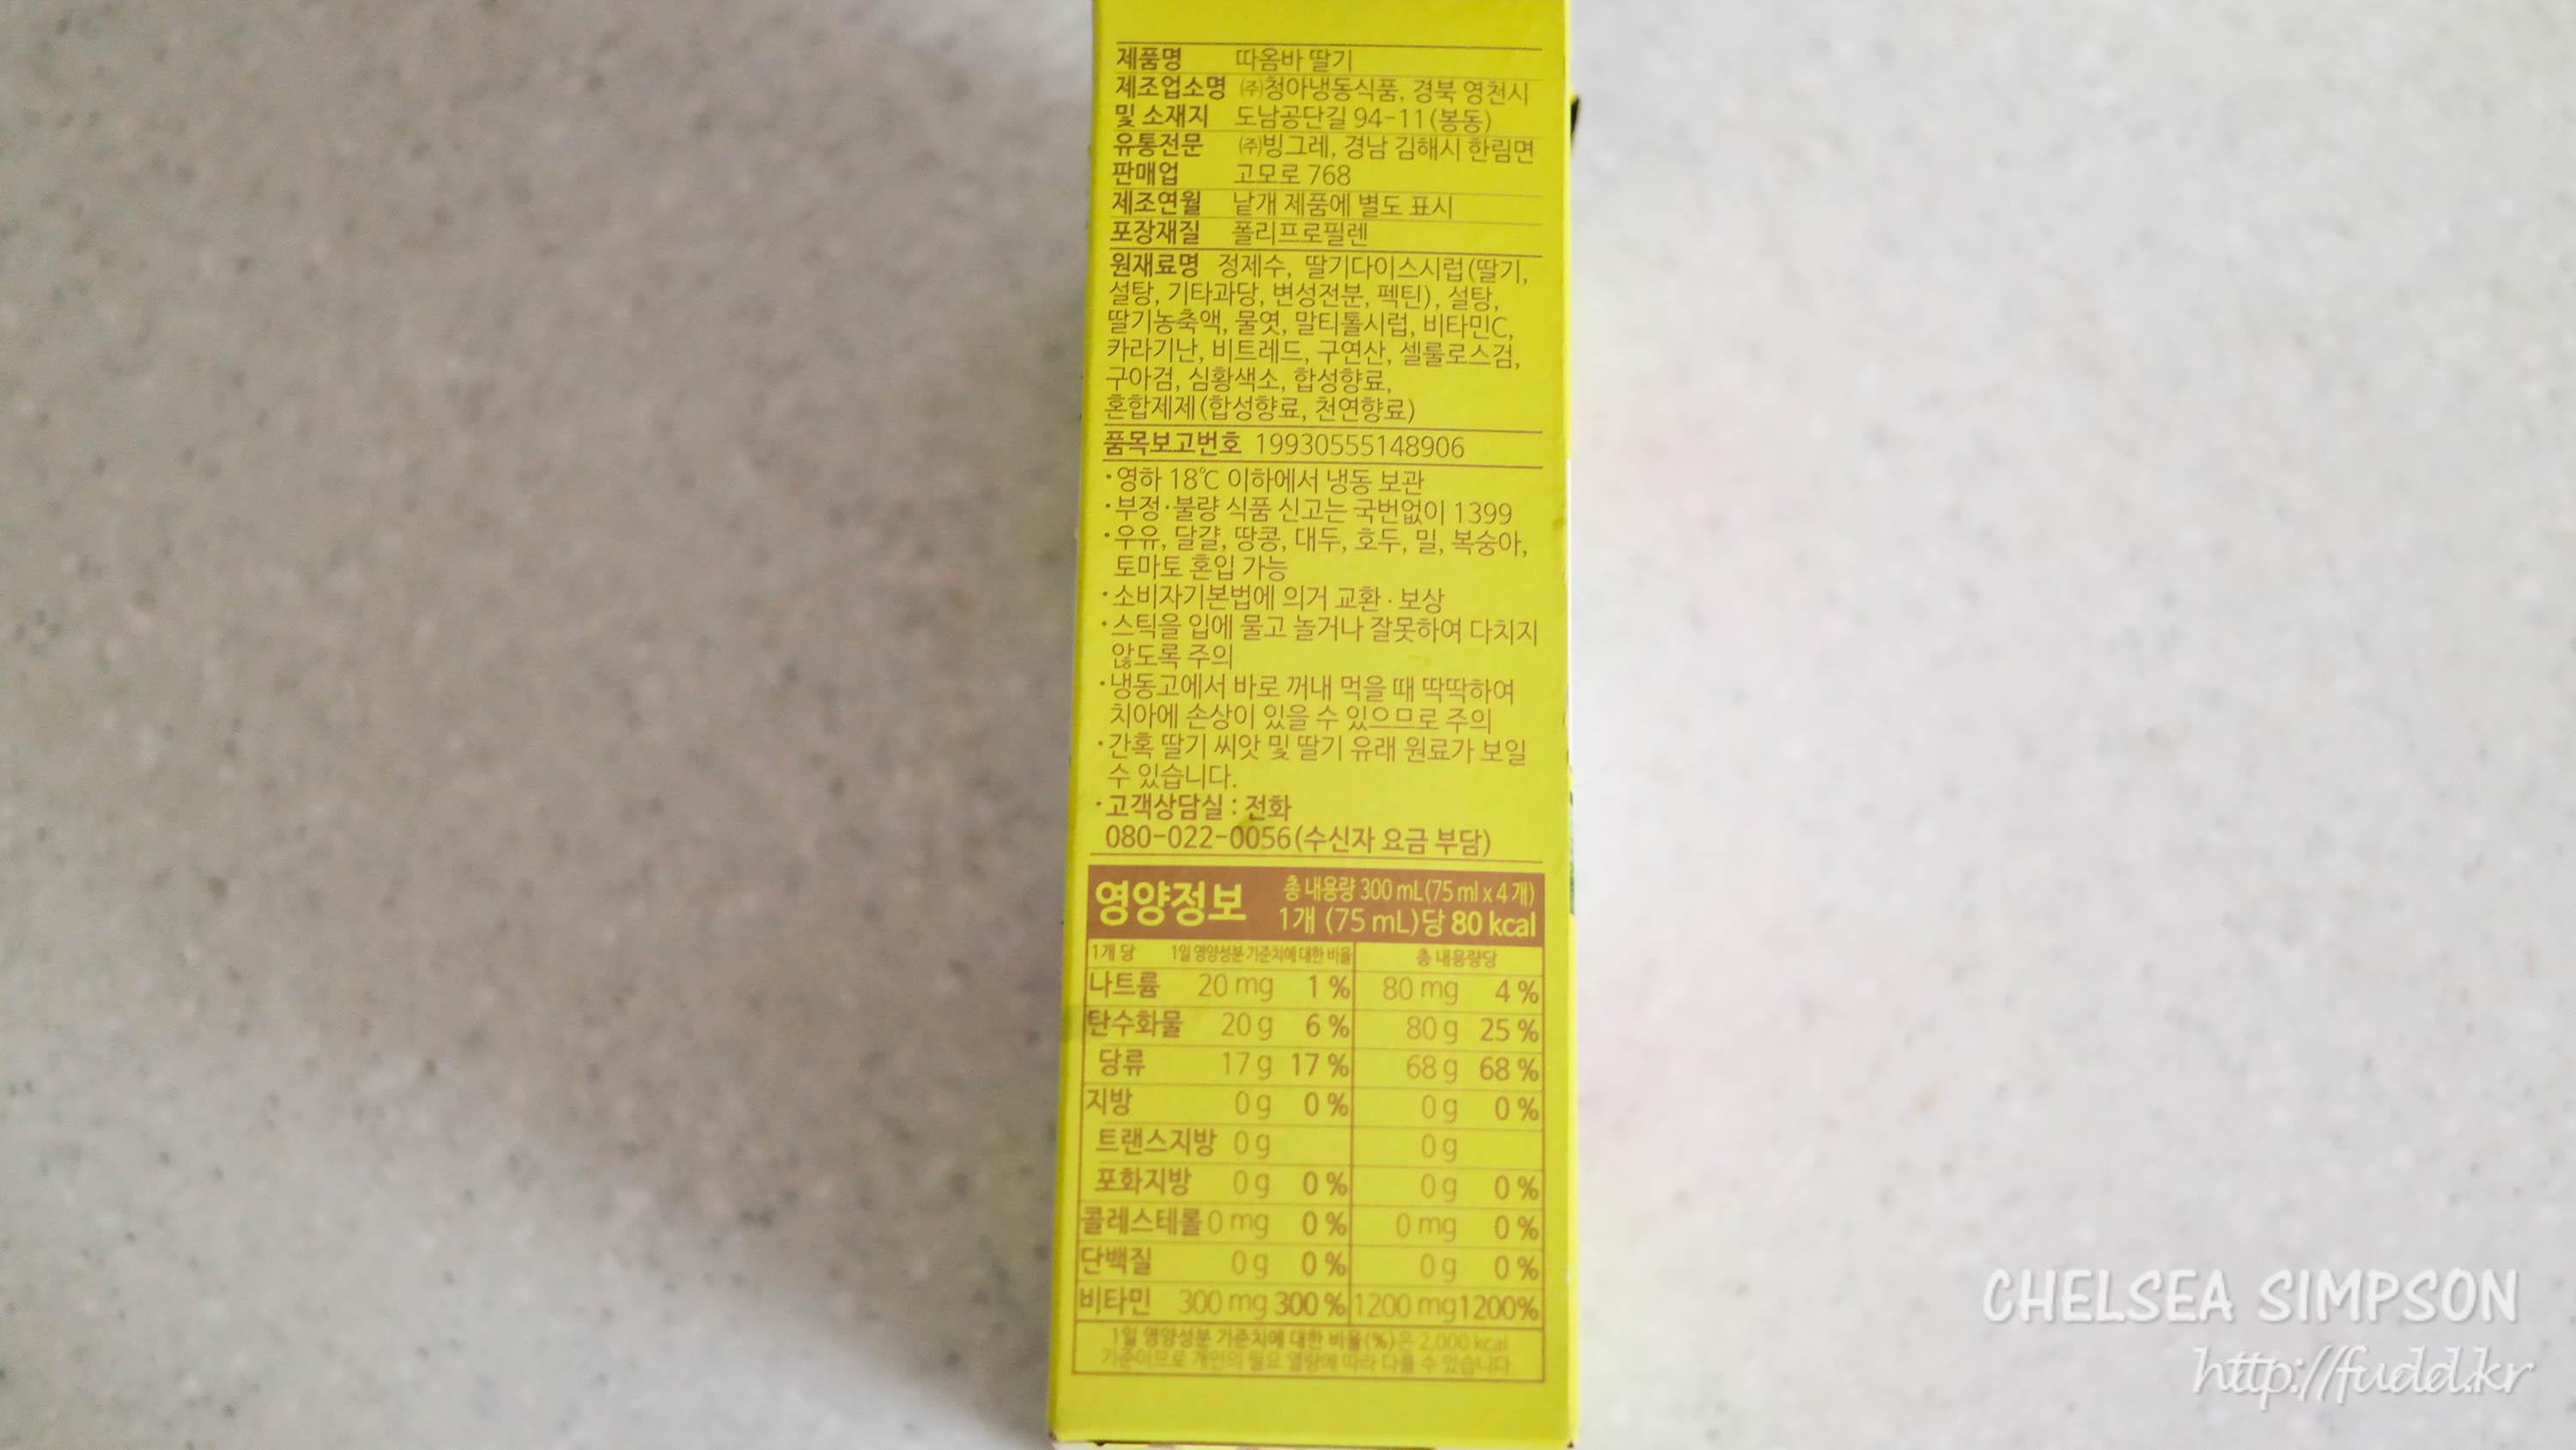 제품명 따옴바 딸기
제조업소명 ㈜청아냉동식품, 경북 영천시
및 소재지 도남공단길 94-11(봉동)
유통전문 ㈜빙그레, 경남 김해시 한림면
판매업 고모로 768
제조연월 낱개 제품에 별도 표시
포장재질 폴리프로필렌
원재료명 정제수, 딸기다이스시럽(딸기,
설탕, 기타과당, 변성전분, 펙틴), 설탕,
딸기농축액, 물엿, 말티톨시럽, 비타민C,
카라기난, 비트레드, 구연산, 셀룰로스검,
구아검, 심황색소, 합성향료,
혼합제제(합성향료, 천연향료)
품목보고번호 19930555148906
·영하 18℃ 이하에서 냉동 보관
·부정·불량 식품 신고는 국번없이 1399
·우유, 달걀, 땅콩, 대두, 호두, 밀, 복숭아,
토마토 혼입 가능
·소비자기본법에 의거 교환·보상
·스틱을 입에 물고 놀거나 잘못하여 다치지
않도록 주의
·냉동고에서 바로 꺼내 먹을 때 딱딱하여
치아에 손상이 있을 수 있으므로 주의
·간혹 딸기 씨앗 및 딸기 유래 원료가 보일
수 있습니다.
·고객상담실 : 전화
080-022-0056(수신자 요금 부담)
영양정보 총 내용량 300 mL(75 ml x 4 개)
1개 (75 mL)당 80 kcal
1개 당 1일 영양성분 기준치에 대한 비율 총 내용량당
나트륨 20 mg 1 % 80 mg 4 %
탄수화물 20 g 6 % 80 g 25 %
당류 17 g 17 % 68 g 68 %
지방 0 g 0 % 0 g 0 %
트랜스지방 0 g 0 g
포화지방 0 g 0 % 0 g 0 %
콜레스테롤 0 mg 0 % 0 mg 0 %
단백질 0 g 0 % 0 g 0 %
비타민 300 mg 300 % 1200 mg 1200%
1일 영양성분 기준치에 대한 비율(%)은 2,000 kcal
기준이므로 개인의 필요 열량에 따라 다를 수 있습니다.
CHELSEA SIMPSON
http://fudd.kr